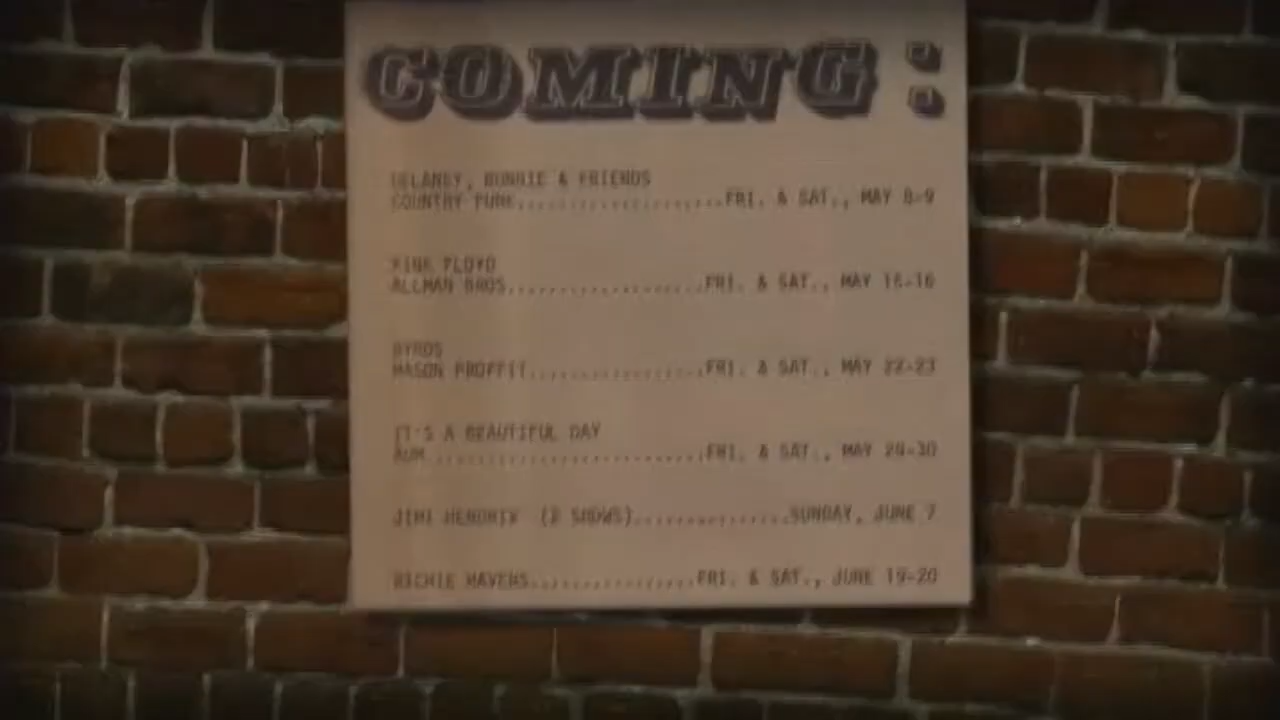 COMING:
DELANEY, BONNIE & FRIENDS
COUNTRY FUNK......................FRI. & SAT., MAY 8-9
PINK FLOYD
ALLMAN BROS...................FRI. & SAT., MAY 15-16
BYRDS
MASON PROFFIT.................FRI. & SAT., MAY 22-23
IT'S A BEAUTIFUL DAY
AUM...........................FRI. & SAT., MAY 29-30
JIMI HENDRIX (2 SHOWS)...............SUNDAY, JUNE 7
RICHIE HAVENS................FRI. & SAT., JUNE 19-20